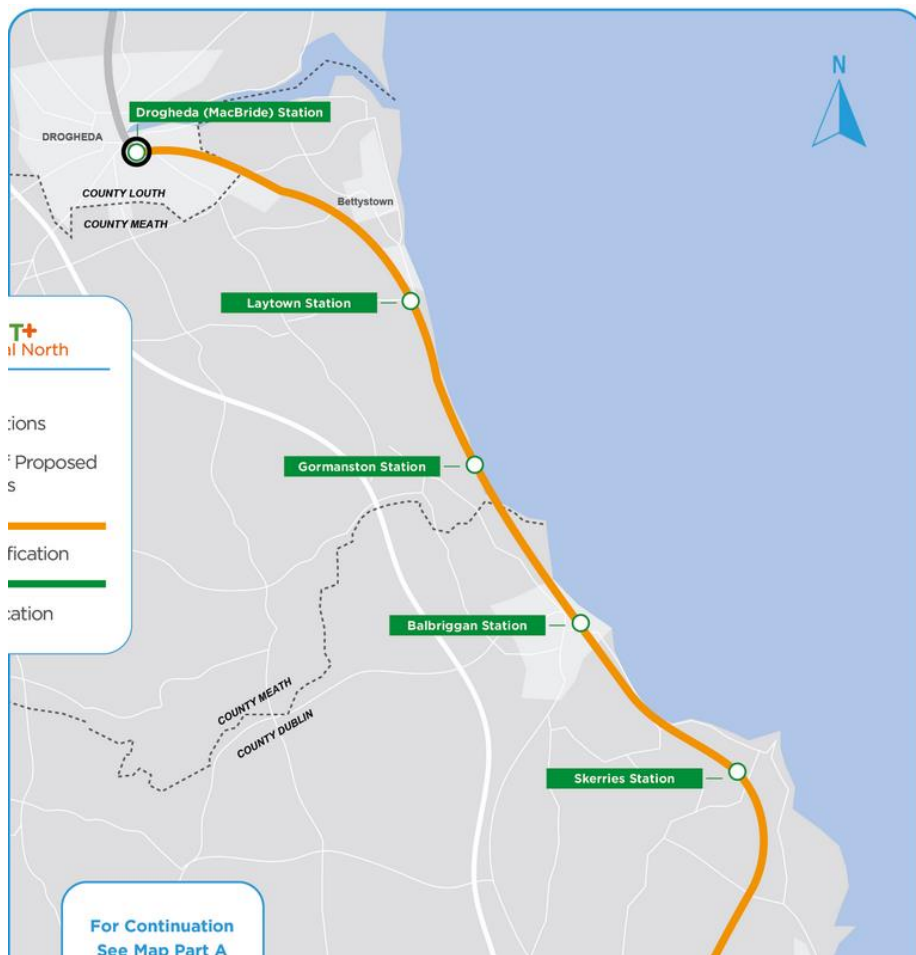 N
Drogheda (MacBride) Station
DROGHEDA
COUNTY LOUTH
COUNTY MEATH
Bettystown
Laytown Station
T+
al North
tions
f Proposed
s
fication
cation
Gormanston Station
Balbriggan Station
COUNTY MEATH
COUNTY DUBLIN
Skerries Station
For Continuation
See Map Part A